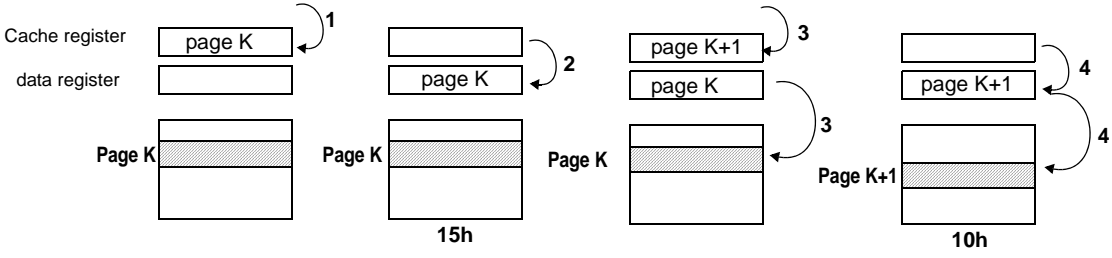 1
3
Cache register
page K
page K+1
4
2
data register
page K
page K
page K+1
3
4
Page K
Page K
Page K
Page K+1
15h
10h